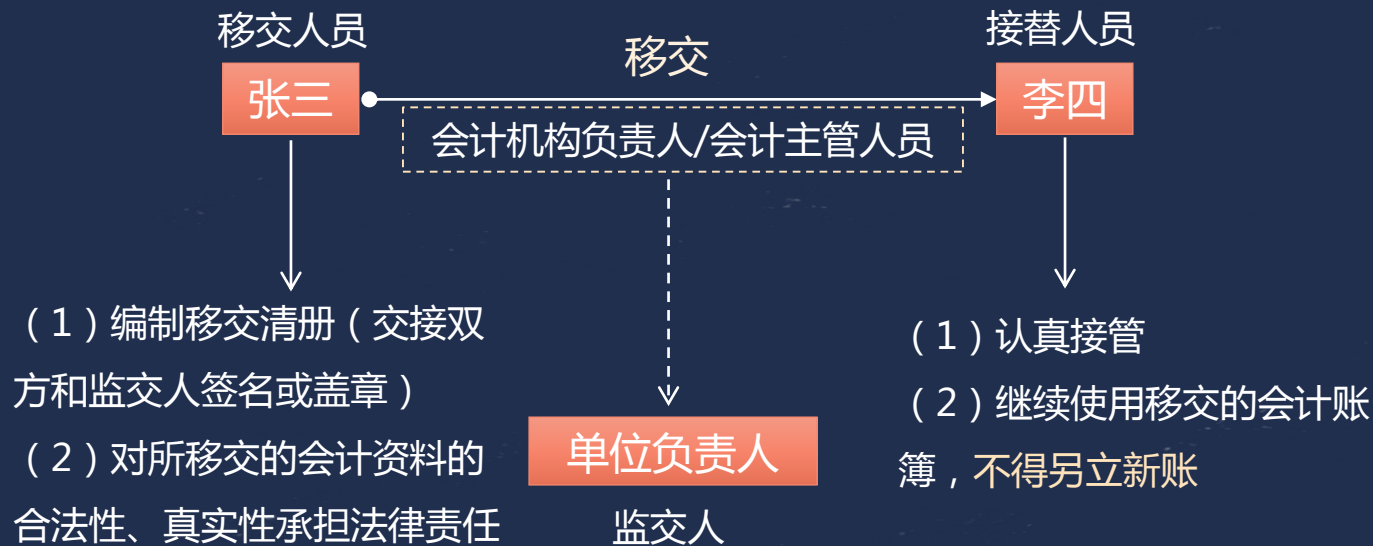 移交人员
移交
接替人员
张三
李四
会计机构负责人/会计主管人员
（1）编制移交清册（交接双
方和监交人签名或盖章）
（2）对所移交的会计资料的
合法性、真实性承担法律责任
单位负责人
监交人
（1）认真接管
（2）继续使用移交的会计账
簿，不得另立新账